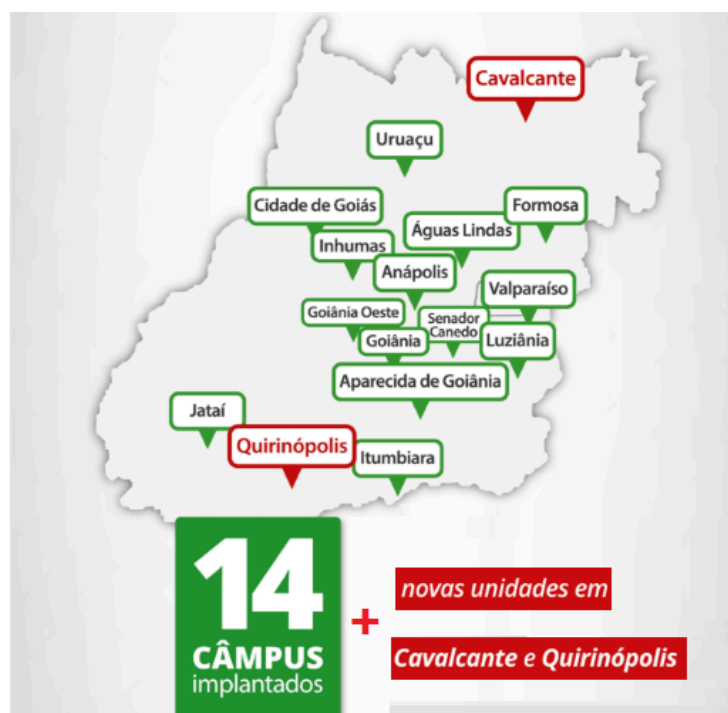 Cavalcante
Uruaçu
Cidade de Goiás
Formosa
Águas Lindas
Inhumas
Anápolis
Valparaíso
Goiânia Oeste
Senador
Canedo
Goiânia
Luziânia
Aparecida de Goiânia
Jataí
Quirinópolis
Itumbiara
14
CÂMPUS
implantados
+
novas unidades em
Cavalcante e Quirinópolis